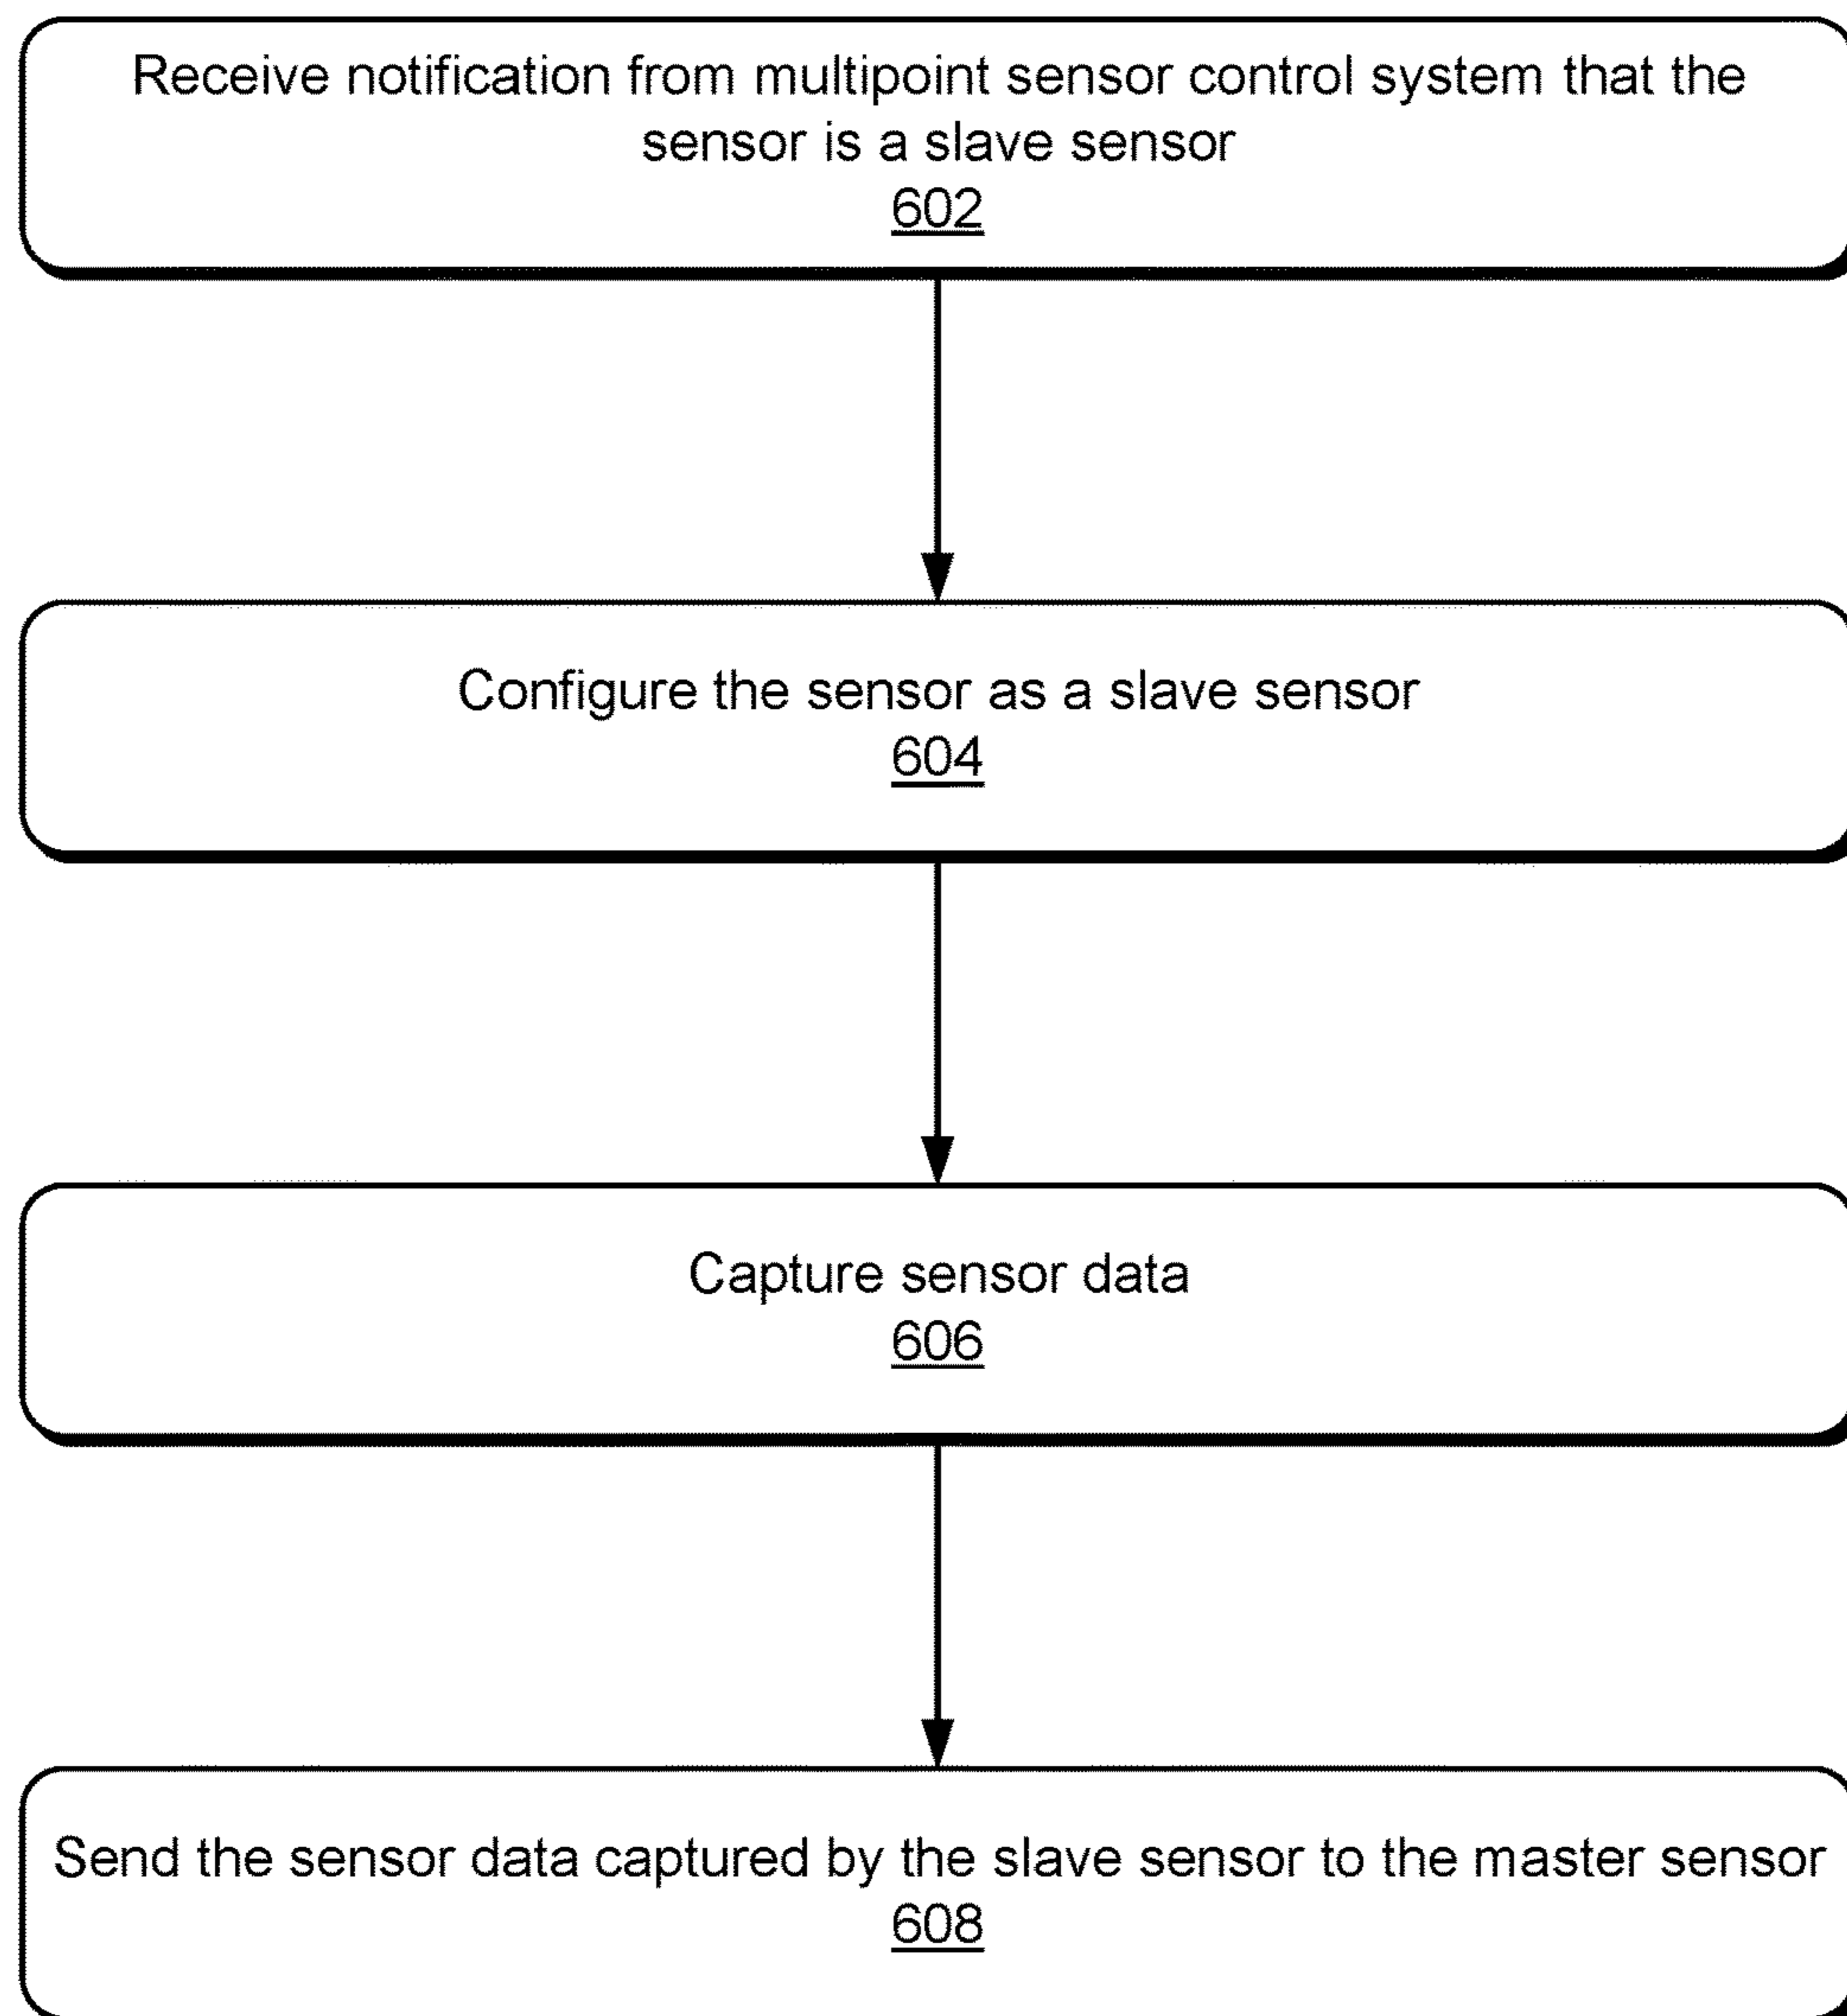 Receive notification from multipoint sensor control system that the
sensor is a slave sensor
602
Configure the sensor as a slave sensor
604
Capture sensor data
606
Send the sensor data captured by the slave sensor to the master sensor
608